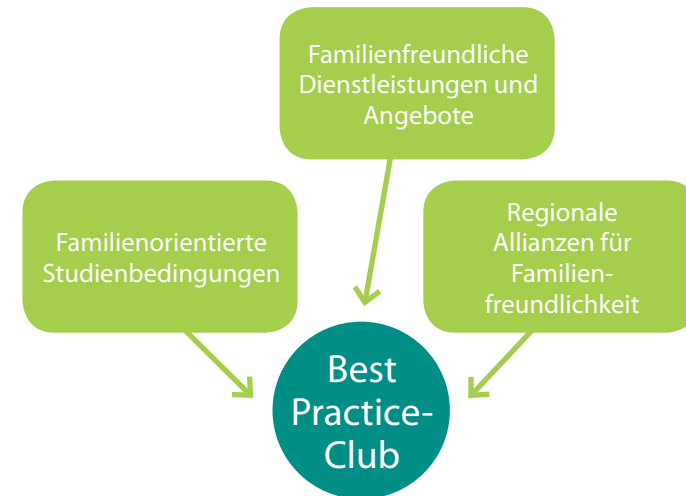 Familienfreundliche
Dienstleistungen und
Angebote
Familienorientierte
Studienbedingungen
Regionale
Allianzen für
Familien-
freundlichkeit
Best
Practice-
Club